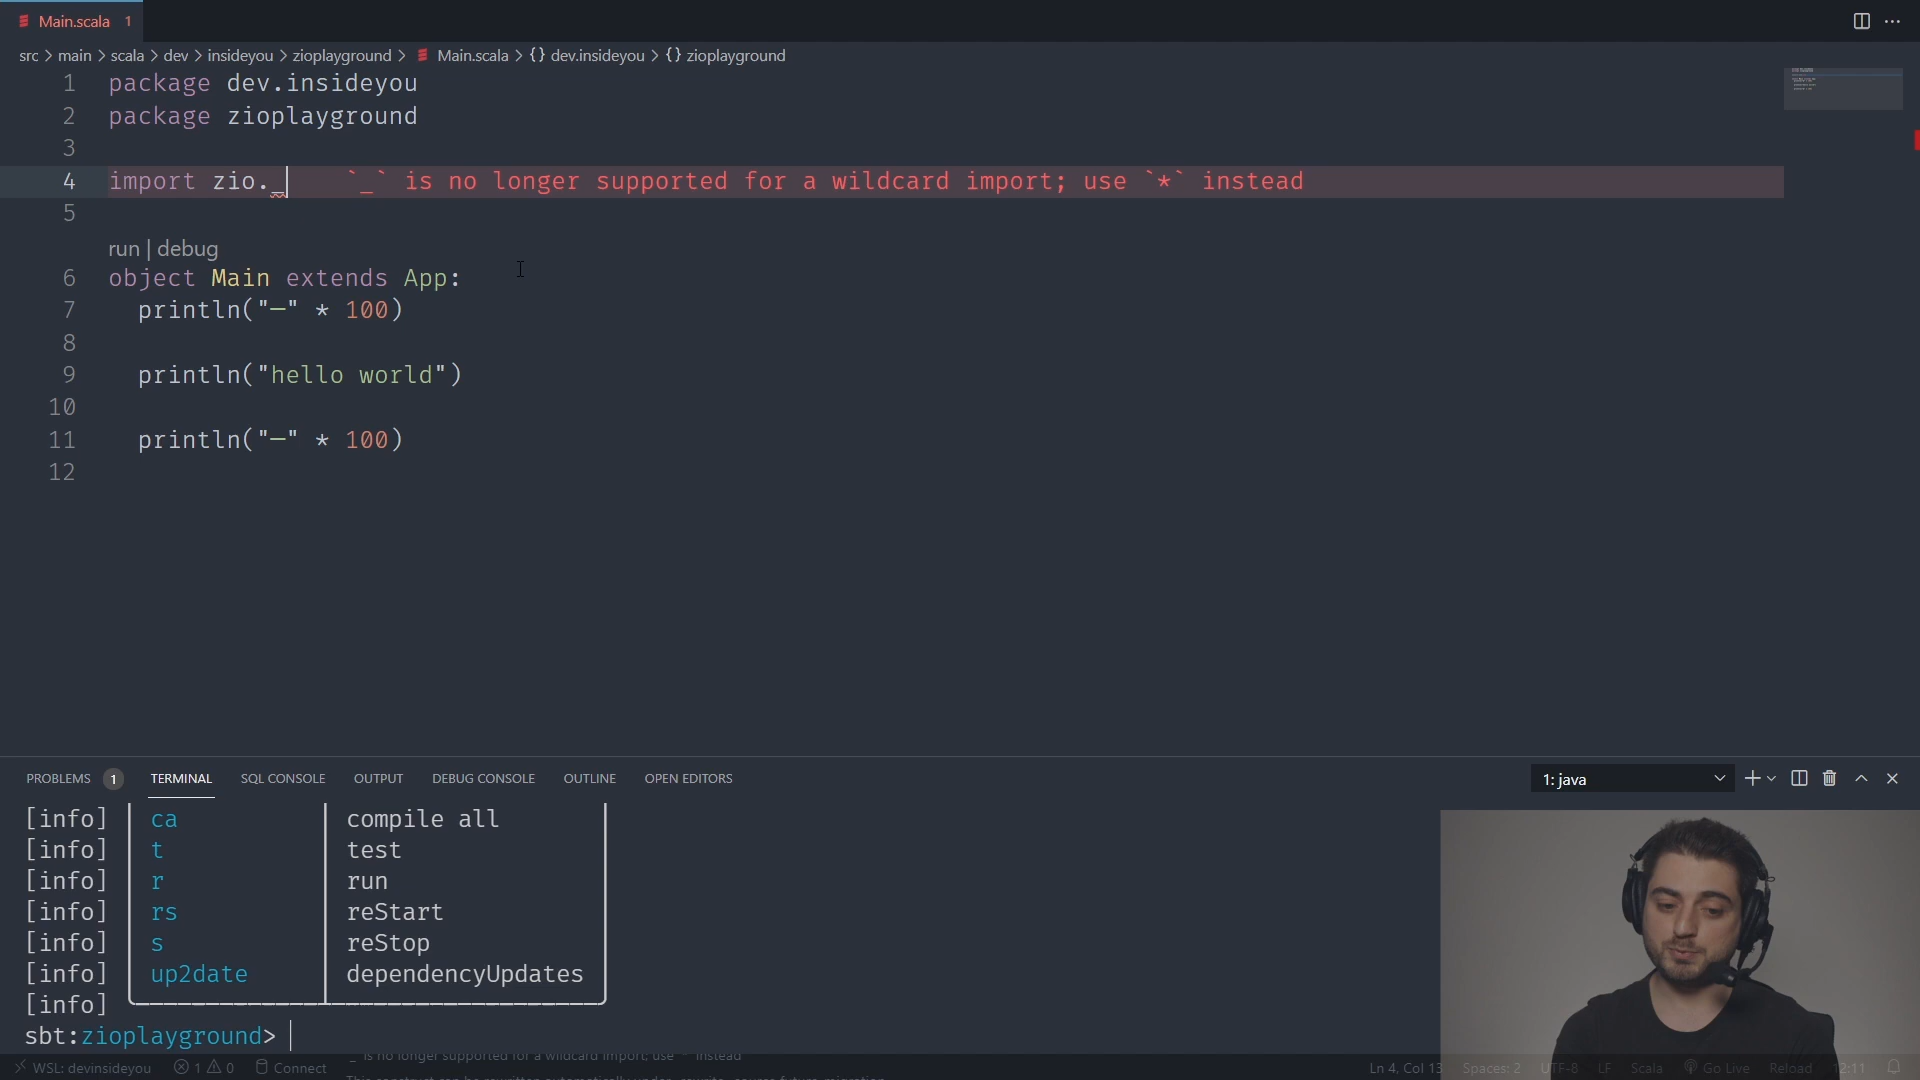 Main.scala 1
src > main > scala > dev > insideyou > zioplayground > Main.scala > {} dev.insideyou > {} zioplayground
1 package dev.insideyou
2 package zioplayground
3
4 import zio._ `_` is no longer supported for a wildcard import; use `*` instead
5
run | debug
6 object Main extends App:
7 println("─" * 100)
8
9 println("hello world")
10
11 println("─" * 100)
12
PROBLEMS 1 TERMINAL SQL CONSOLE OUTPUT DEBUG CONSOLE OUTLINE OPEN EDITORS 1: java
[info] ca compile all
[info] t test
[info] r run
[info] rs reStart
[info] s reStop
[info] up2date dependencyUpdates
[info]
sbt:zioplayground>
_ is no longer supported for a wildcard import; use * instead
WSL: devinsideyou 1 0 Connect Ln 4, Col 13 Spaces: 2 UTF-8 LF Scala Go Live Reload 12:11